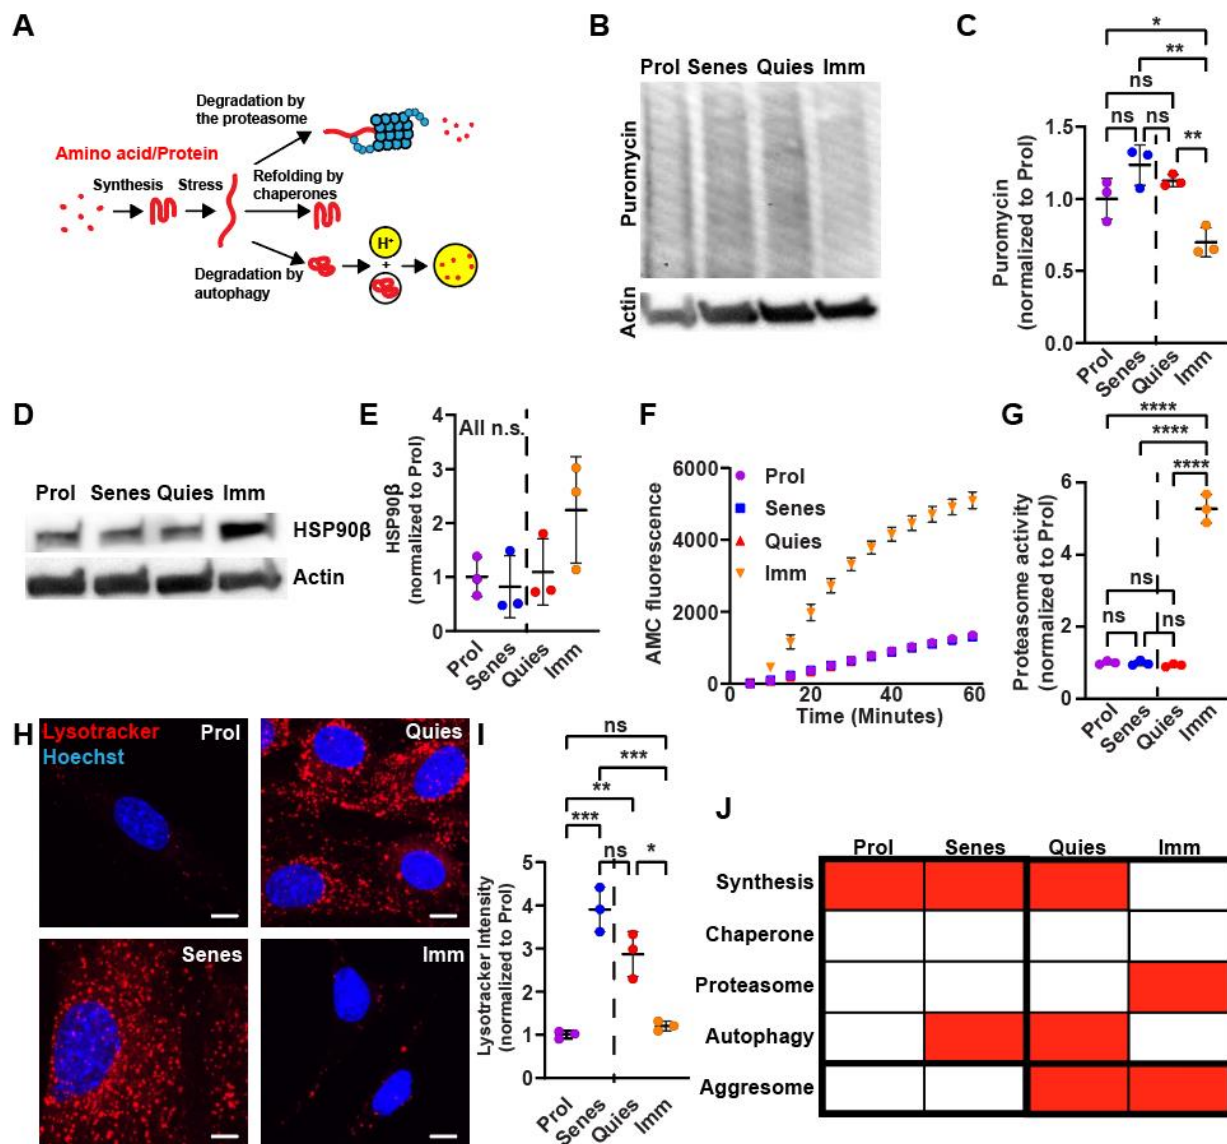 A
Degradation by
the proteasome
Amino acid/Protein
Synthesis
Stress
Refolding by
chaperones
H+
+
Degradation by
autophagy
B
Prol Senes Quies Imm
Puromycin
Actin
C
*
**
ns
ns
ns
**
Puromycin
(normalized to Prol)
1.5
1.0
0.5
0.0
Prol
Senes
Quies
Imm
D
Prol Senes Quies Imm
HSP90β
Actin
E
All n.s.
HSP90β
(normalized to Prol)
4
3
2
1
0
Prol
Senes
Quies
Imm
F
AMC fluorescence
6000
4000
2000
0
Prol
Senes
Quies
Imm
0 20 40 60
Time (Minutes)
G
****
****
****
ns
ns
ns
Proteasome activity
(normalized to Prol)
6
4
2
0
Prol
Senes
Quies
Imm
H
Lysotracker
Hoechst
Prol
Quies
Senes
Imm
I
ns
***
**
***
ns
*
Lysotracker Intensity
(normalized to Prol)
5
4
3
2
1
0
Prol
Senes
Quies
Imm
J
Prol Senes Quies Imm
Synthesis
Chaperone
Proteasome
Autophagy
Aggresome